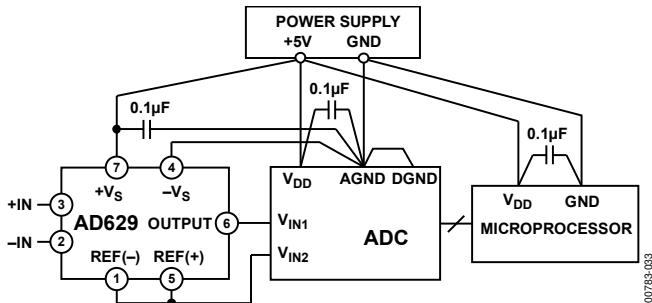 POWER SUPPLY
+5V GND
0.1µF
0.1µF
0.1µF
7 4
+VS –VS
VDD AGND DGND
VDD GND
+IN 3
AD629 OUTPUT 6
VIN1
ADC
MICROPROCESSOR
–IN 2
REF(–) REF(+)
VIN2
1 5
00783-033